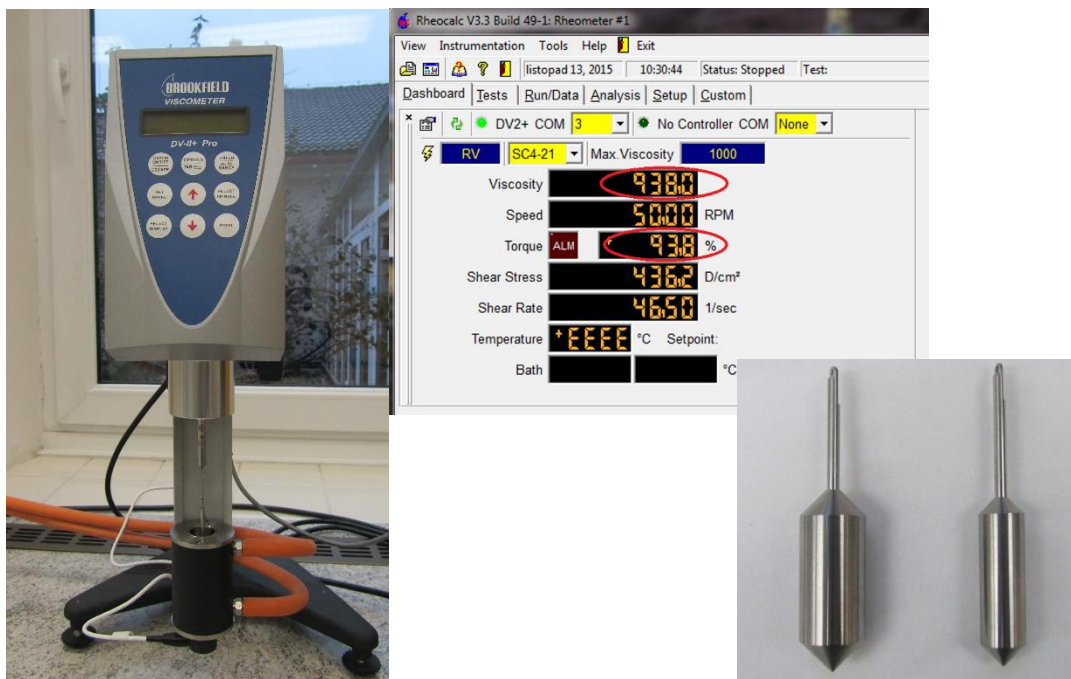 BROOKFIELD
VISCOMETER
DV-II+ Pro
Rheocalc V3.3 Build 49-1: Rheometer #1
View Instrumentation Tools Help Exit
listopad 13, 2015 10:30:44 Status: Stopped Test:
Dashboard Tests Run/Data Analysis Setup Custom
DV2+ COM 3 No Controller COM None
RV SC4-21 Max.Viscosity 1000
Viscosity 938.0
Speed 50.00 RPM
Torque ALM 93.8 %
Shear Stress 436.2 D/cm²
Shear Rate 46.50 1/sec
Temperature +EEEE °C Setpoint:
Bath °C